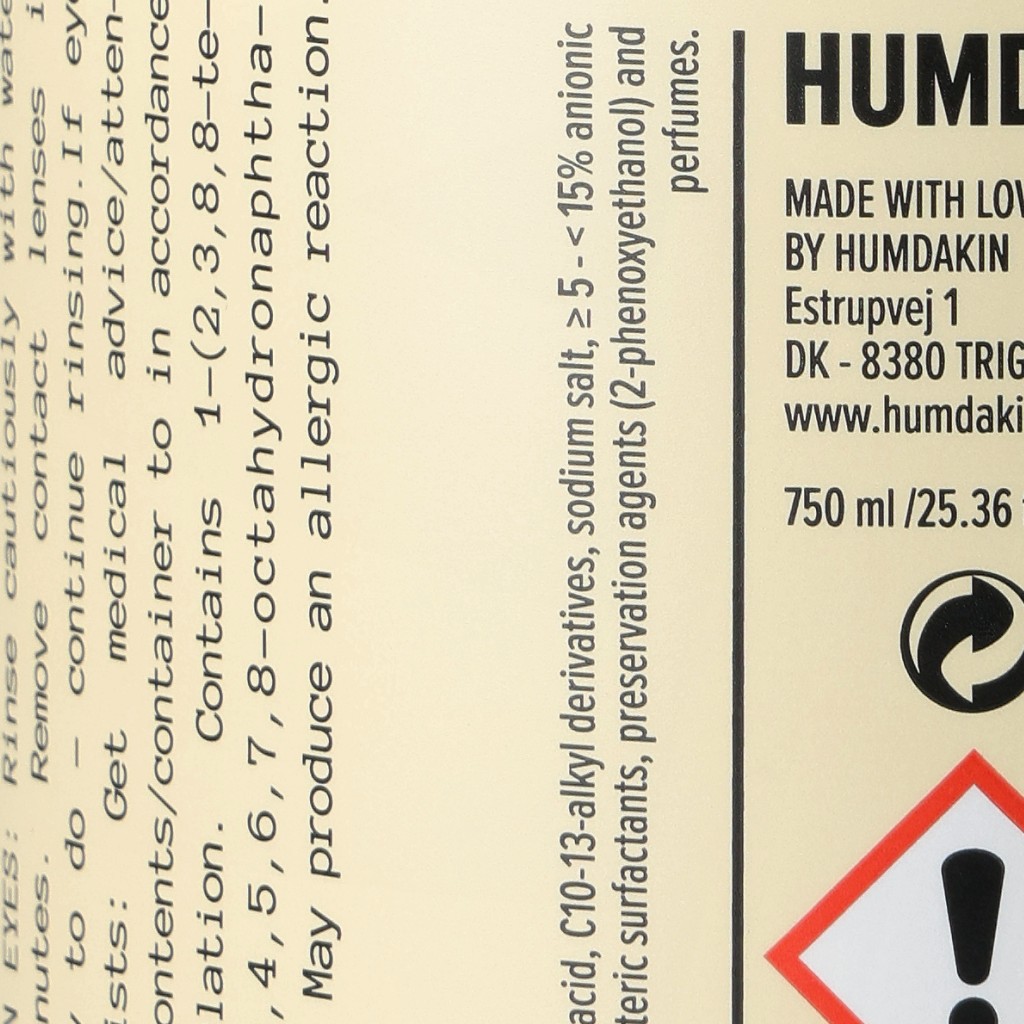 N EYES: Rinse cautiously with wate
nutes. Remove contact lenses i
to do – continue rinsing.If eye
ists: Get medical advice/atten-
ontents/container to in accordance
lation. Contains 1-(2,3,8,8-te-
,4,5,6,7,8-octahydronaphtha-
May produce an allergic reaction.
acid, C10-13-alkyl derivatives, sodium salt, ≥ 5 - < 15% anionic
teric surfactants, preservation agents (2-phenoxyethanol) and
perfumes.
HUMD
MADE WITH LOV
BY HUMDAKIN
Estrupvej 1
DK - 8380 TRIG
www.humdaki
750 ml /25.36